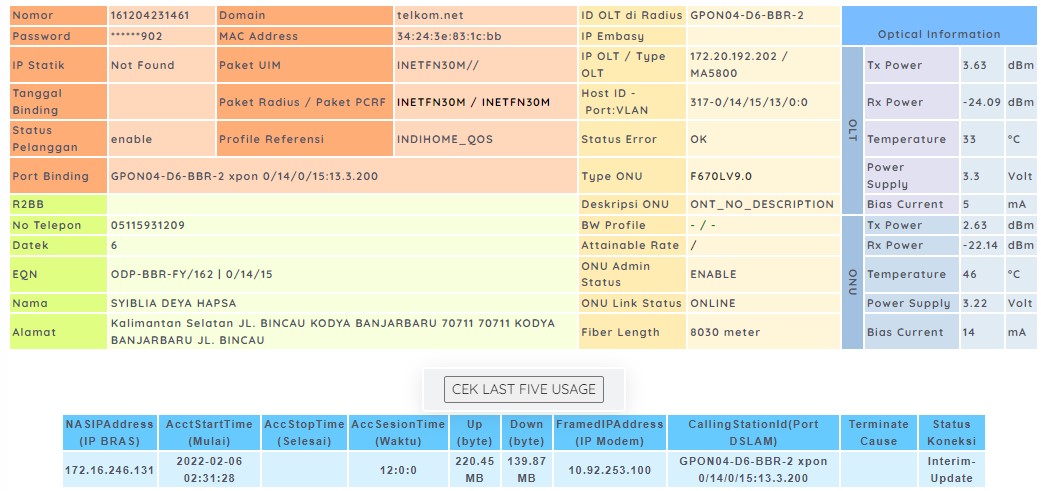 Nomor 161204231461 Domain telkom.net ID OLT di Radius GPON04-D6-BBR-2
Optical Information
Password ******902 MAC Address 34:24:3e:83:1c:bb IP Embasy
IP Statik Not Found Paket UIM INETFN30M// IP OLT / Type OLT 172.20.192.202 / MA5800 OLT Tx Power 3.63 dBm
Tanggal Binding Paket Radius / Paket PCRF INETFN30M / INETFN30M Host ID - Port:VLAN 317-0/14/15/13/0:0 Rx Power -24.09 dBm
Status Pelanggan enable Profile Referensi INDIHOME_QOS Status Error OK Temperature 33 °C
Port Binding GPON04-D6-BBR-2 xpon 0/14/0/15:13.3.200 Type ONU F670LV9.0 Power Supply 3.3 Volt
R2BB Deskripsi ONU ONT_NO_DESCRIPTION Bias Current 5 mA
No Telepon 05115931209 BW Profile - / - ONU Tx Power 2.63 dBm
Datek 6 Attainable Rate / Rx Power -22.14 dBm
EQN ODP-BBR-FY/162 | 0/14/15 ONU Admin Status ENABLE Temperature 46 °C
Nama SYIBLIA DEYA HAPSA ONU Link Status ONLINE Power Supply 3.22 Volt
Alamat Kalimantan Selatan JL. BINCAU KODYA BANJARBARU 70711 70711 KODYA BANJARBARU JL. BINCAU Fiber Length 8030 meter Bias Current 14 mA
CEK LAST FIVE USAGE
NASIPAddress (IP BRAS) AcctStartTime (Mulai) AccStopTime (Selesai) AccSesionTime (Waktu) Up (byte) Down (byte) FramedIPAddress (IP Modem) CallingStationId(Port DSLAM) Terminate Cause Status Koneksi
172.16.246.131 2022-02-06 02:31:28 12:0:0 220.45 MB 139.87 MB 10.92.253.100 GPON04-D6-BBR-2 xpon 0/14/0/15:13.3.200 Interim-Update